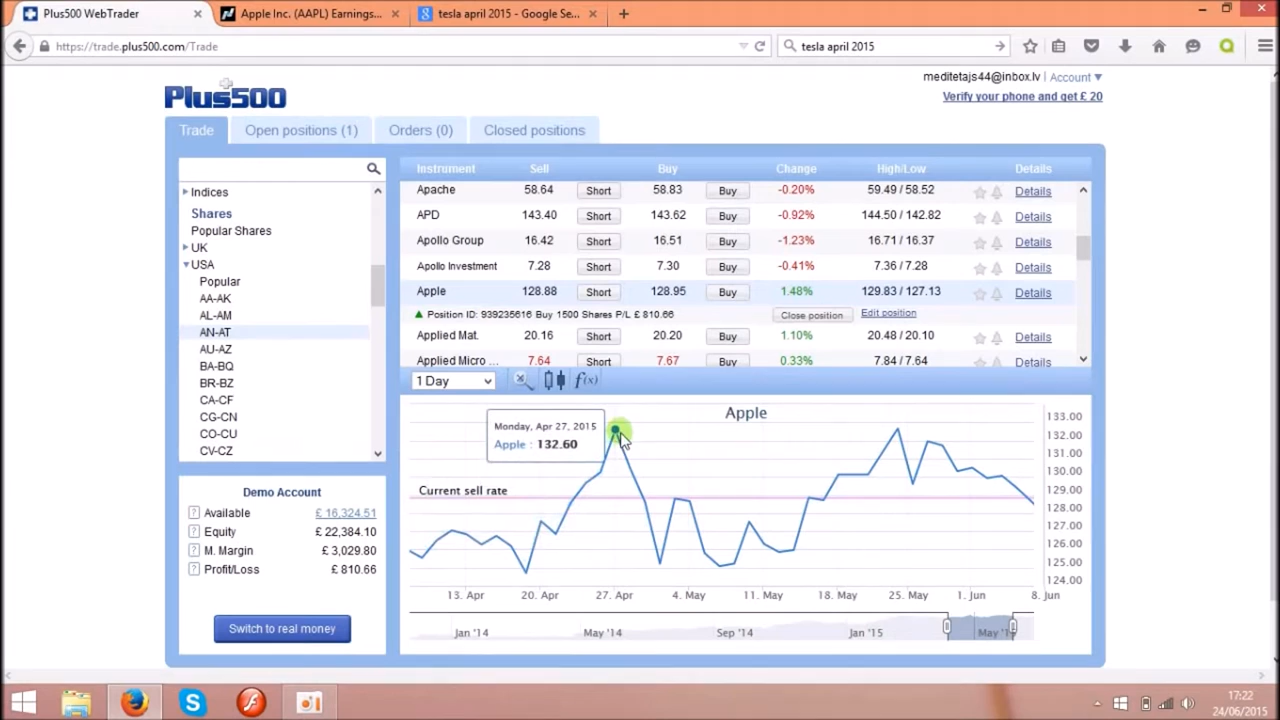 Plus500 WebTrader
Apple Inc. (AAPL) Earnings...
tesla april 2015 - Google Se...
https://trade.plus500.com/Trade
tesla april 2015
meditetajs44@inbox.lv | Account
Verify your phone and get £ 20
Plus500
Trade
Open positions (1)
Orders (0)
Closed positions
Indices
Shares
Popular Shares
UK
USA
Popular
AA-AK
AL-AM
AN-AT
AU-AZ
BA-BQ
BR-BZ
CA-CF
CG-CN
CO-CU
CV-CZ
Instrument Sell Buy Change High/Low Details
Apache 58.64 Short 58.83 Buy -0.20% 59.49 / 58.52 Details
APD 143.40 Short 143.62 Buy -0.92% 144.50 / 142.82 Details
Apollo Group 16.42 Short 16.51 Buy -1.23% 16.71 / 16.37 Details
Apollo Investment 7.28 Short 7.30 Buy -0.41% 7.36 / 7.28 Details
Apple 128.88 Short 128.95 Buy 1.48% 129.83 / 127.13 Details
Position ID: 939235616 Buy 1500 Shares P/L £ 810.66 Close position Edit position
Applied Mat. 20.16 Short 20.20 Buy 1.10% 20.48 / 20.10 Details
Applied Micro ... 7.64 Short 7.67 Buy 0.33% 7.84 / 7.64 Details
1 Day f(x)
Apple
Monday, Apr 27, 2015
Apple : 132.60
Current sell rate
133.00
132.00
131.00
130.00
129.00
128.00
127.00
126.00
125.00
124.00
13. Apr 20. Apr 27. Apr 4. May 11. May 18. May 25. May 1. Jun 8. Jun
Jan '14 May '14 Sep '14 Jan '15 May '1
Demo Account
? Available £ 16,324.51
? Equity £ 22,384.10
? M. Margin £ 3,029.80
? Profit/Loss £ 810.66
Switch to real money
17:22
24/06/2015